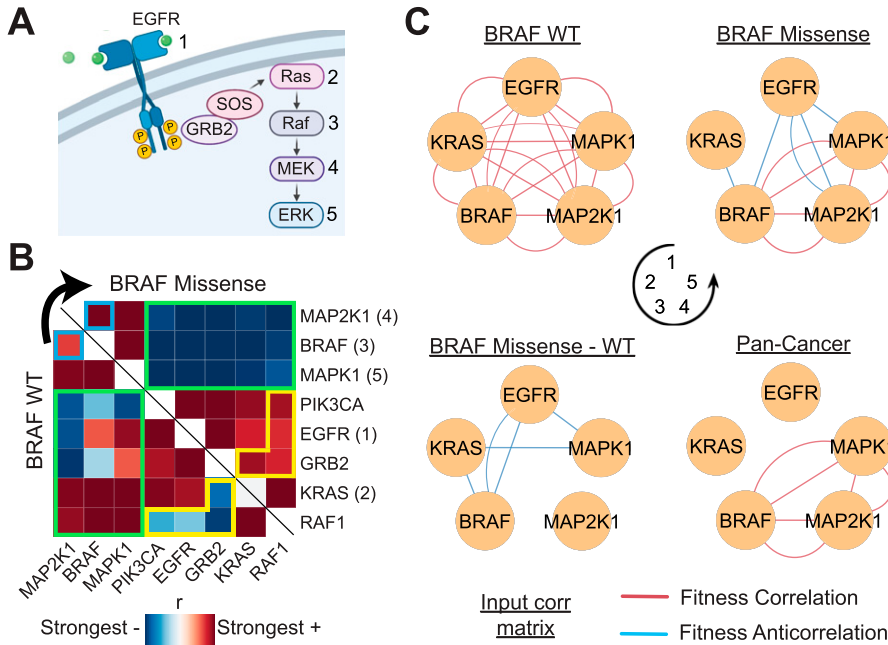 A
EGFR
1
Ras 2
SOS
GRB2
Raf 3
MEK 4
ERK 5
P
P
P
P
B
BRAF Missense
BRAF WT
MAP2K1 (4)
BRAF (3)
MAPK1 (5)
PIK3CA
EGFR (1)
GRB2
KRAS (2)
RAF1
MAP2K1
BRAF
MAPK1
PIK3CA
EGFR
GRB2
KRAS
RAF1
r
Strongest - Strongest +
C
BRAF WT
EGFR
KRAS
MAPK1
BRAF
MAP2K1
BRAF Missense
EGFR
KRAS
MAPK1
BRAF
MAP2K1
1
2
3
4
5
BRAF Missense - WT
EGFR
KRAS
MAPK1
BRAF
MAP2K1
Pan-Cancer
EGFR
KRAS
MAPK1
BRAF
MAP2K1
Input corr
matrix
Fitness Correlation
Fitness Anticorrelation